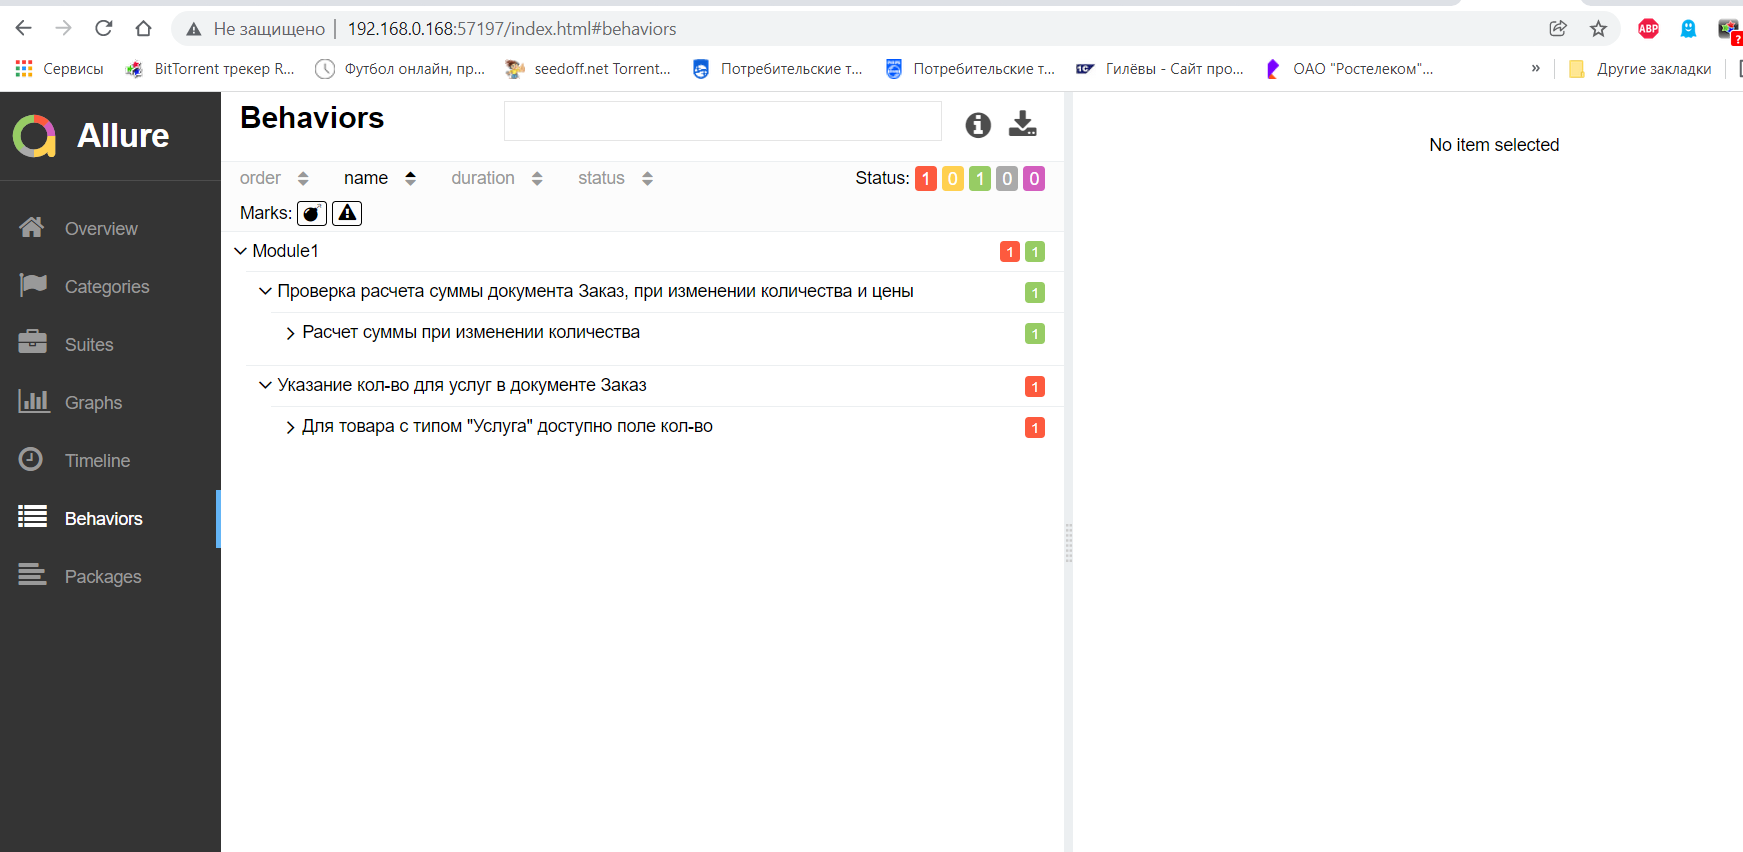 Не защищено | 192.168.0.168:57197/index.html#behaviors
ABP
?
Сервисы BitTorrent трекер R... Футбол онлайн, пр... seedoff.net Torrent... Потребительские т... Потребительские т... 1С Гилёвы - Сайт про... ОАО "Ростелеком"... » Другие закладки
Allure
Overview
Categories
Suites
Graphs
Timeline
Behaviors
Packages
Behaviors
order name duration status Status: 1 0 1 0 0
Marks:
Module1 1 1
Проверка расчета суммы документа Заказ, при изменении количества и цены 1
Расчет суммы при изменении количества 1
Указание кол-во для услуг в документе Заказ 1
Для товара с типом "Услуга" доступно поле кол-во 1
No item selected